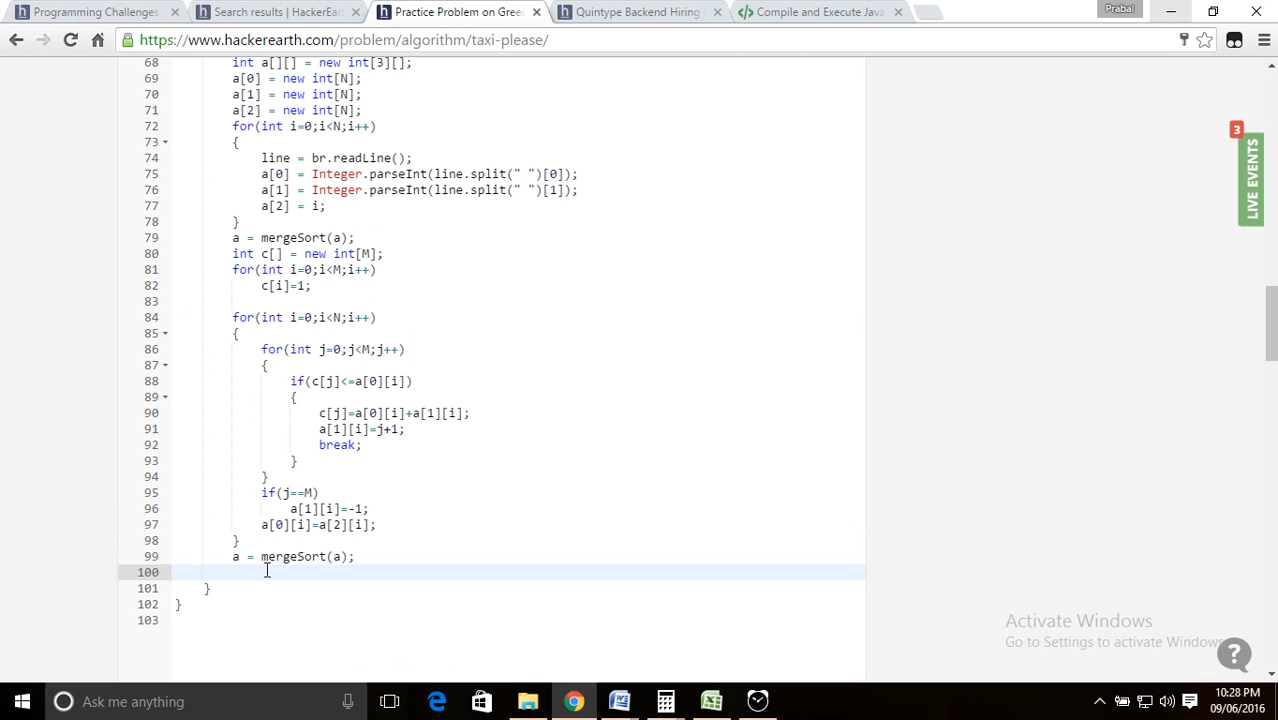 Programming Challenges
Search results | HackerEar
Practice Problem on Gree
Quintype Backend Hiring
Compile and Execute Java
Prabal
https://www.hackerearth.com/problem/algorithm/taxi-please/
68 int a[][] = new int[3][];
69 a[0] = new int[N];
70 a[1] = new int[N];
71 a[2] = new int[N];
72 for(int i=0;i<N;i++)
73 {
74 line = br.readLine();
75 a[0] = Integer.parseInt(line.split(" ")[0]);
76 a[1] = Integer.parseInt(line.split(" ")[1]);
77 a[2] = i;
78 }
79 a = mergeSort(a);
80 int c[] = new int[M];
81 for(int i=0;i<M;i++)
82 c[i]=1;
83
84 for(int i=0;i<N;i++)
85 {
86 for(int j=0;j<M;j++)
87 {
88 if(c[j]<=a[0][i])
89 {
90 c[j]=a[0][i]+a[1][i];
91 a[1][i]=j+1;
92 break;
93 }
94 }
95 if(j==M)
96 a[1][i]=-1;
97 a[0][i]=a[2][i];
98 }
99 a = mergeSort(a);
100
101 }
102 }
103
3
LIVE EVENTS
Activate Windows
Go to Settings to activate Windows.
?
Ask me anything
10:28 PM
09/06/2016